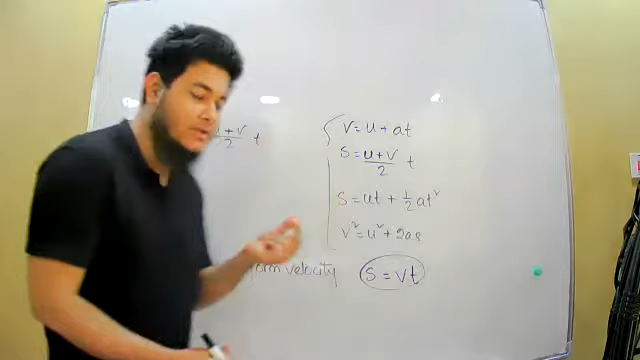 +v/2 t
v = u + at
s = u+v/2 t
s = ut + 1/2 at²
v² = u² + 2as
form velocity
s = vt